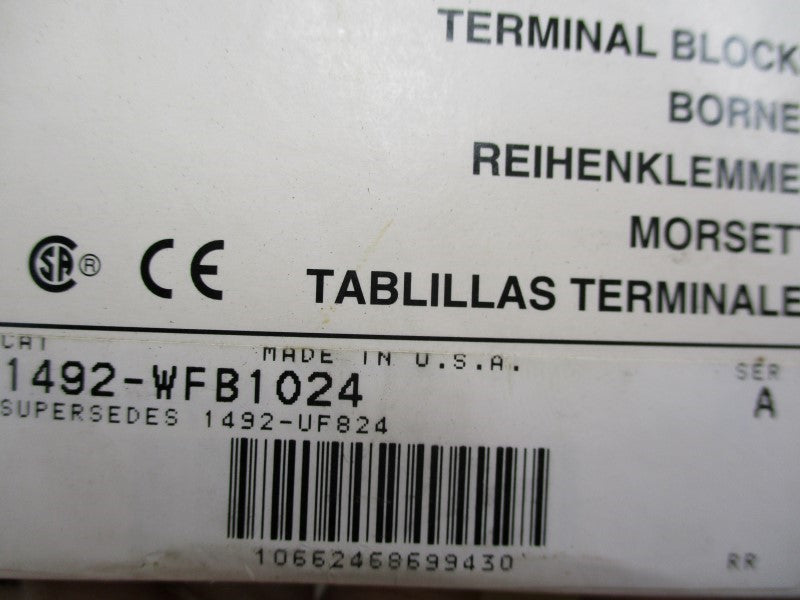 TERMINAL BLOCK
BORNE
REIHENKLEMME
MORSET
SA ® CE TABLILLAS TERMINALE
CAT MADE IN U.S.A. SER
1492-WFB1024 A
SUPERSEDES 1492-UF824
10662468699430 RR